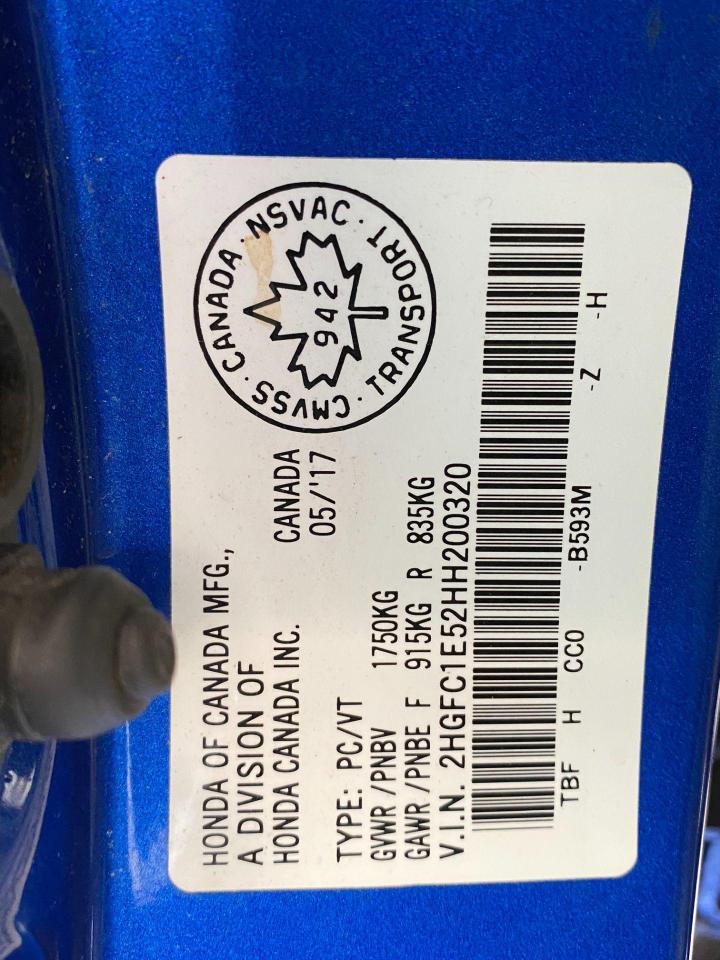 HONDA OF CANADA MFG.,
A DIVISION OF
HONDA CANADA INC.
CANADA
05/'17
TYPE: PC/VT
GVWR /PNBV 1750KG
GAWR /PNBE F 915KG R 835KG
V.I.N. 2HGFC1E52HH200320
TBF H CC0 -B593M -Z -H
CMVSS · CANADA · NSVAC · TRANSPORT ·
942